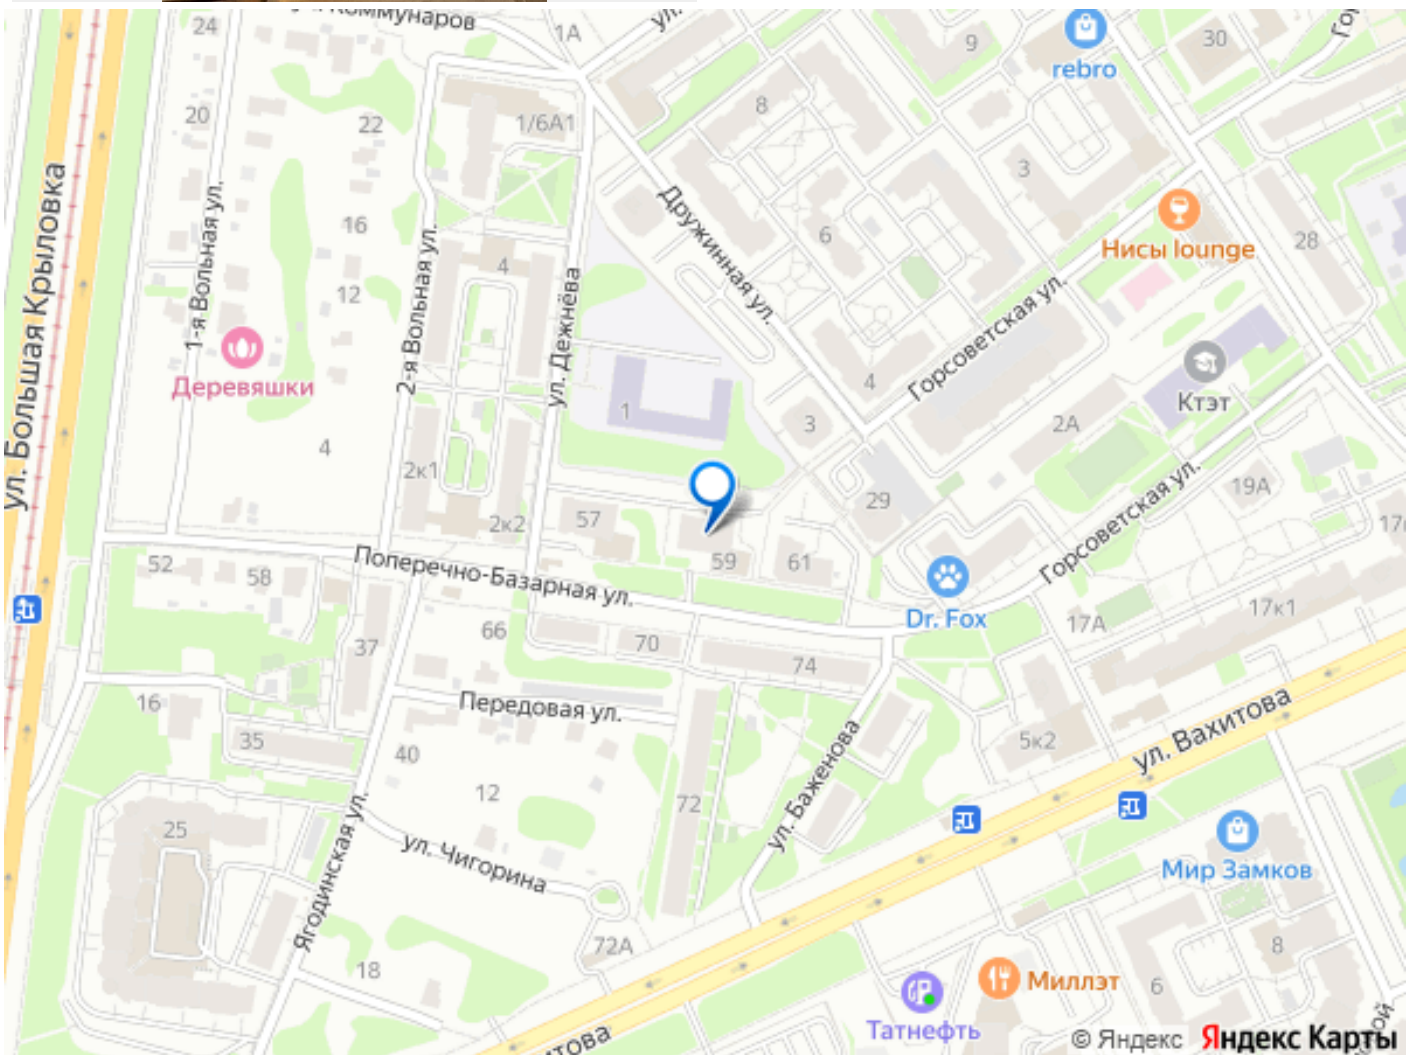 Коммунаров
1А
ул.
9
rebro
30
24
20
22
1/6А1
8
ул.
3
16
6
28
Нисы lounge
ул. Большая Крыловка
1-я Вольная ул.
2-я Вольная ул.
ул. Дежнёва
Дружинная ул.
Горсоветская ул.
4
12
Деревяшки
4
1
3
4
2А
Ктэт
2к1
2к2
57
59
61
29
19А
Горсоветская ул.
52
58
Поперечно-Базарная ул.
Dr. Fox
17А
17к1
37
66
70
74
16
35
Передовая ул.
40
12
72
ул. Баженова
5к2
ул. Вахитова
25
Ягодинская ул.
ул. Чигорина
Мир Замков
18
72А
8
6
Миллэт
Татнефть
© Яндекс Яндекс Карты